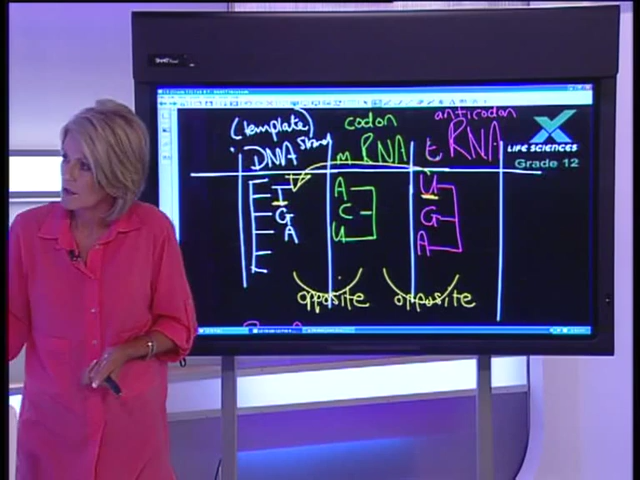 anticodon
(template) codon
strand
DNA mRNA tRNA
LIFE SCIENCES
Grade 12
T A U
G C G
A U A
opposite opposite